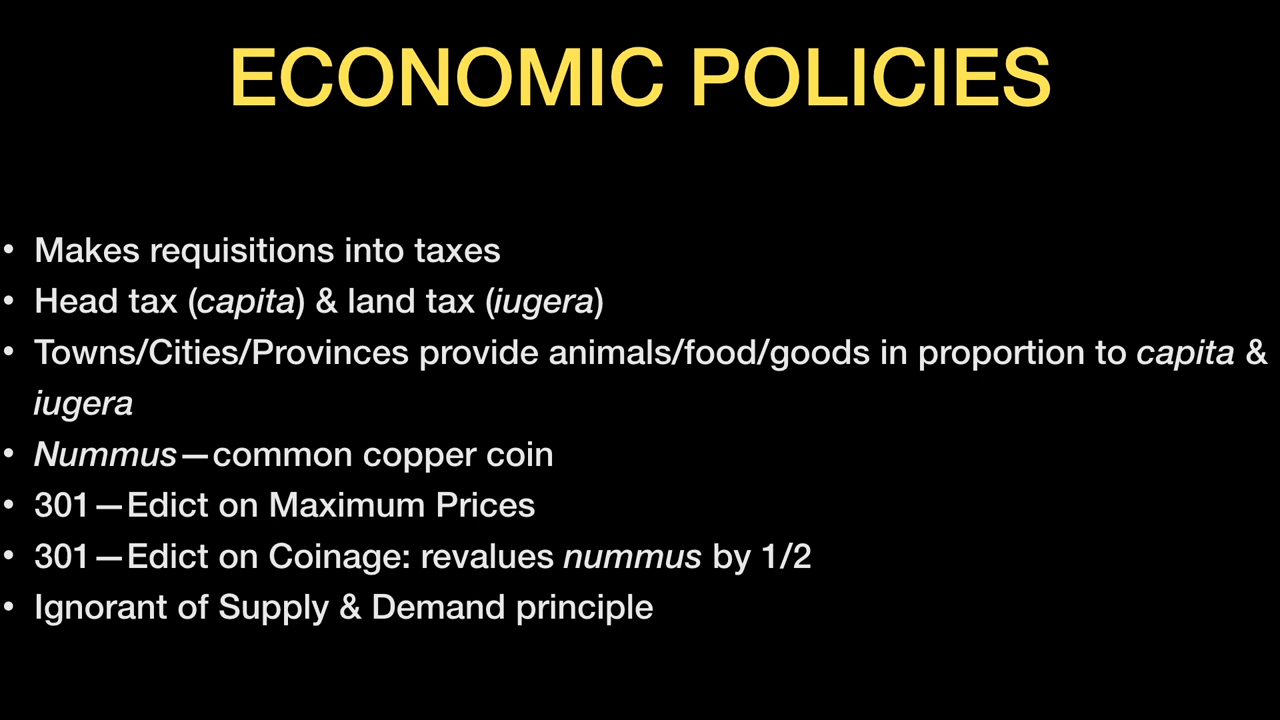 ECONOMIC POLICIES
• Makes requisitions into taxes
• Head tax (capita) & land tax (iugera)
• Towns/Cities/Provinces provide animals/food/goods in proportion to capita &
iugera
• Nummus—common copper coin
• 301—Edict on Maximum Prices
• 301—Edict on Coinage: revalues nummus by 1/2
• Ignorant of Supply & Demand principle